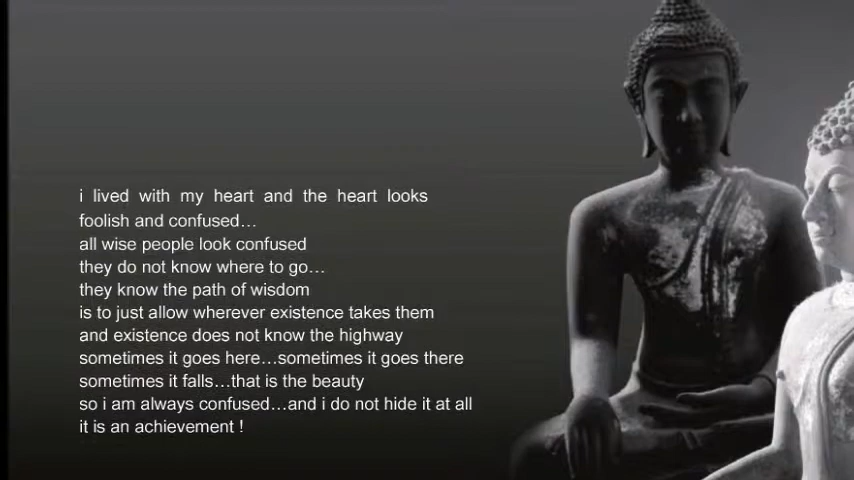 i lived with my heart and the heart looks
foolish and confused…
all wise people look confused
they do not know where to go…
they know the path of wisdom
is to just allow wherever existence takes them
and existence does not know the highway
sometimes it goes here…sometimes it goes there
sometimes it falls…that is the beauty
so i am always confused…and i do not hide it at all
it is an achievement !